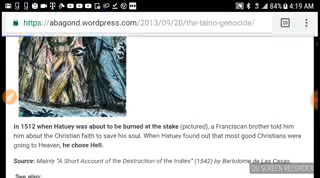 84% 4:19 AM
https://abagond.wordpress.com/2013/09/20/the-taino-genocide/
In 1512 when Hatuey was about to be burned at the stake (pictured), a Franciscan brother told him
him about the Christian faith to save his soul. When Hatuey found out that most good Christians were
going to Heaven, he chose Hell.
Source: Mainly "A Short Account of the Destruction of the Indies" (1542) by Bartolome de Las Casas
DU SCREEN RECORDER
See also: